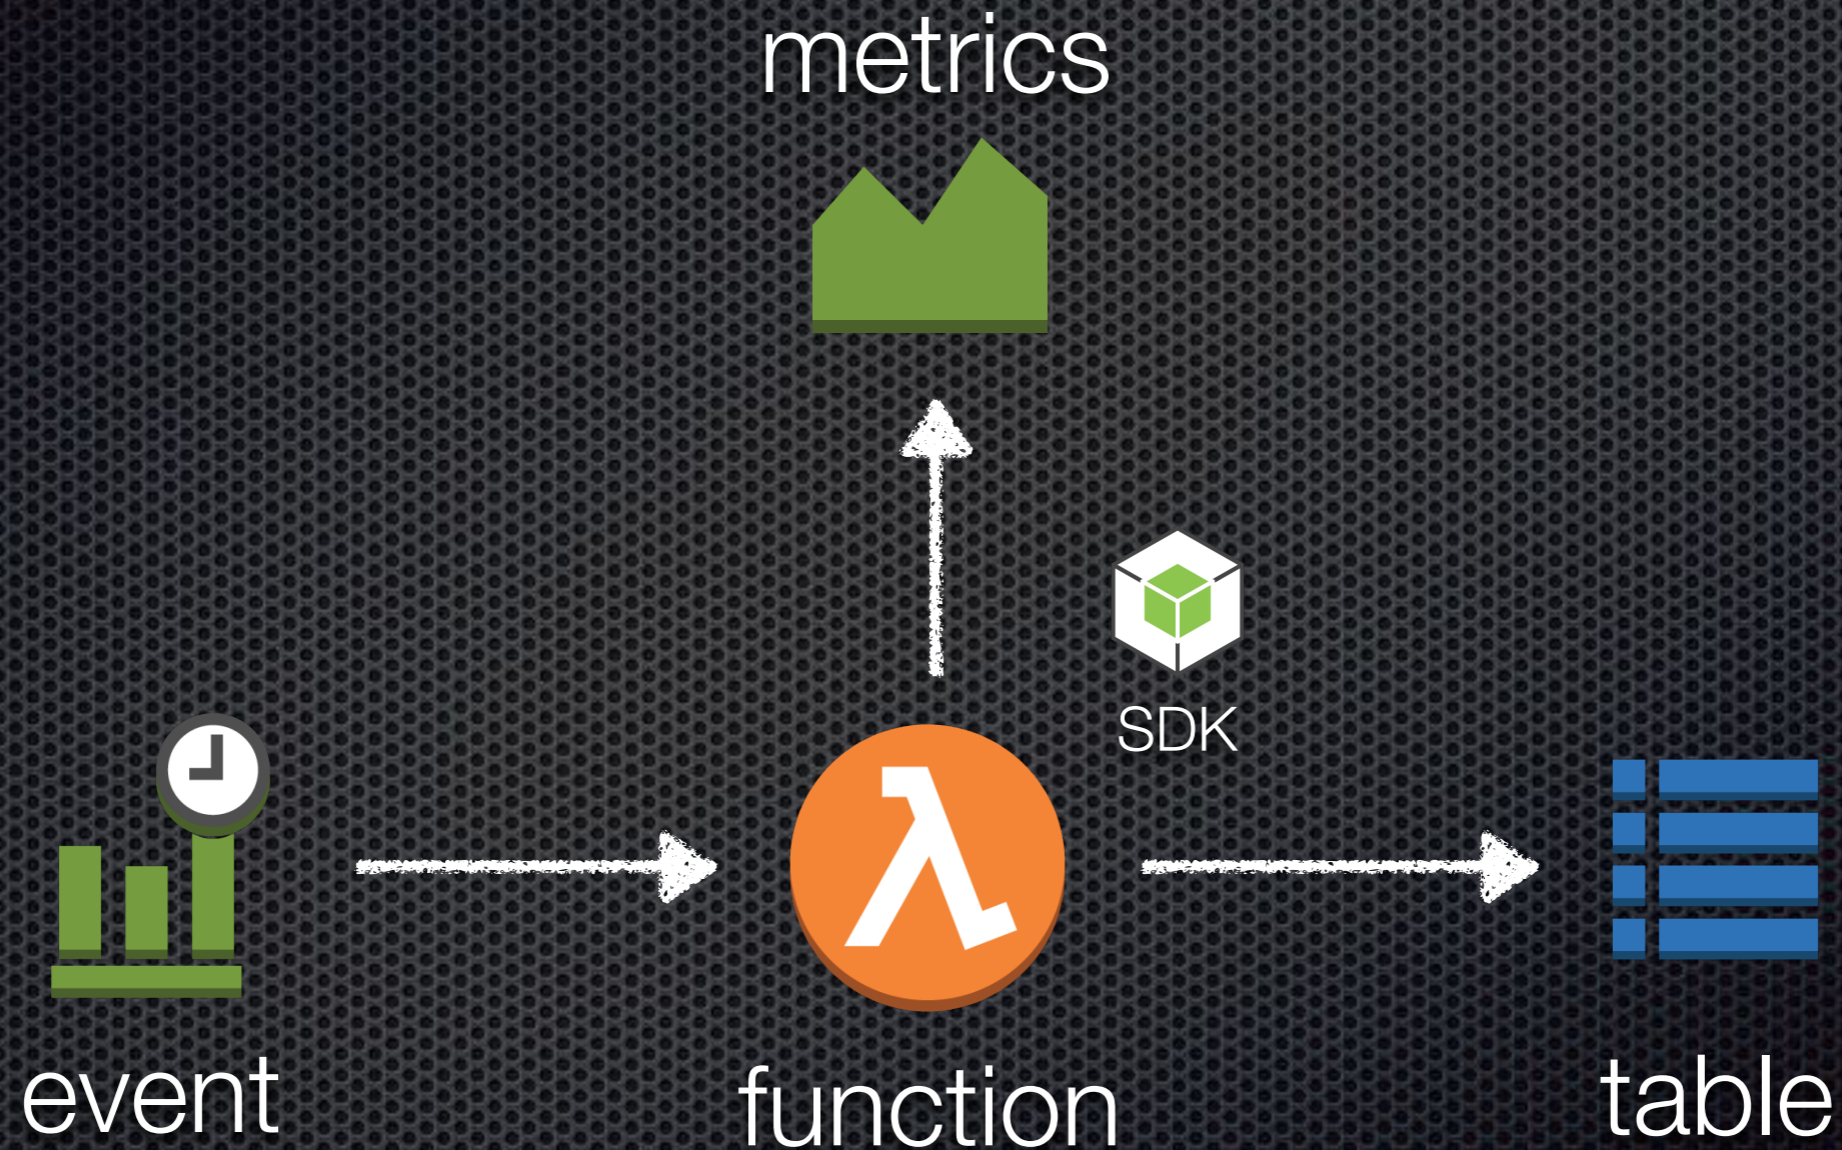 metrics
SDK
event
function
table